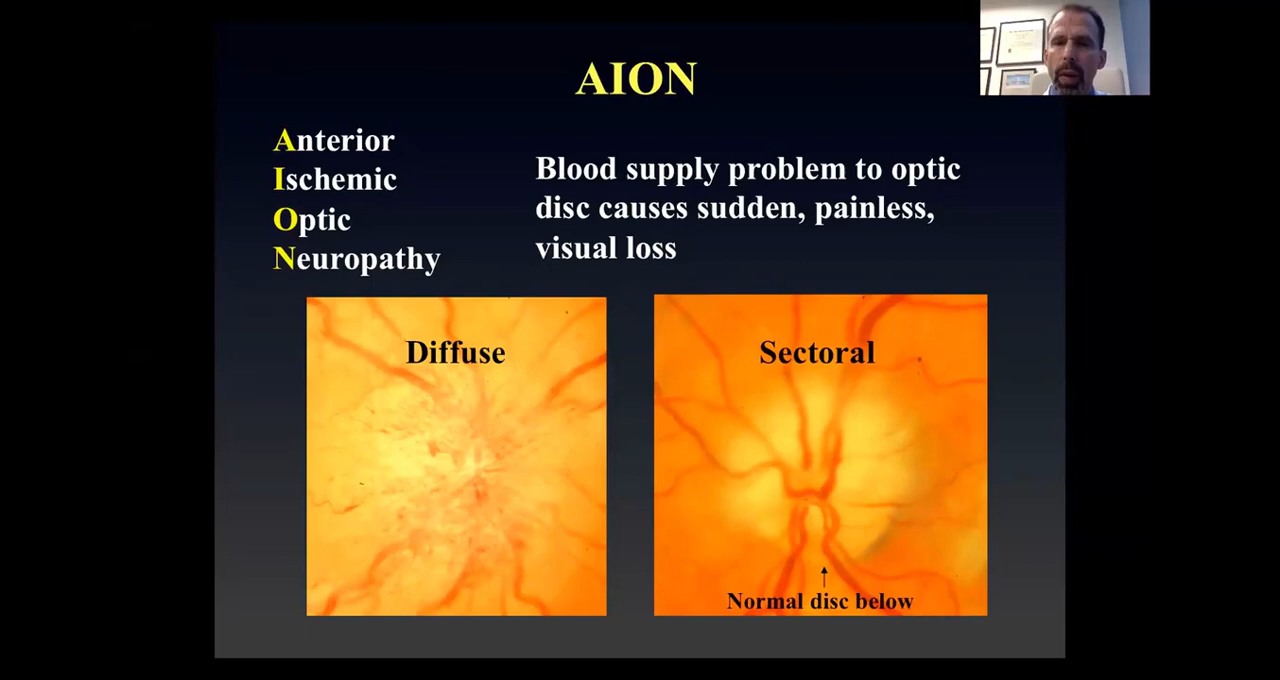 AION
Anterior
Ischemic
Optic
Neuropathy
Blood supply problem to optic
disc causes sudden, painless,
visual loss
Diffuse
Sectoral
Normal disc below